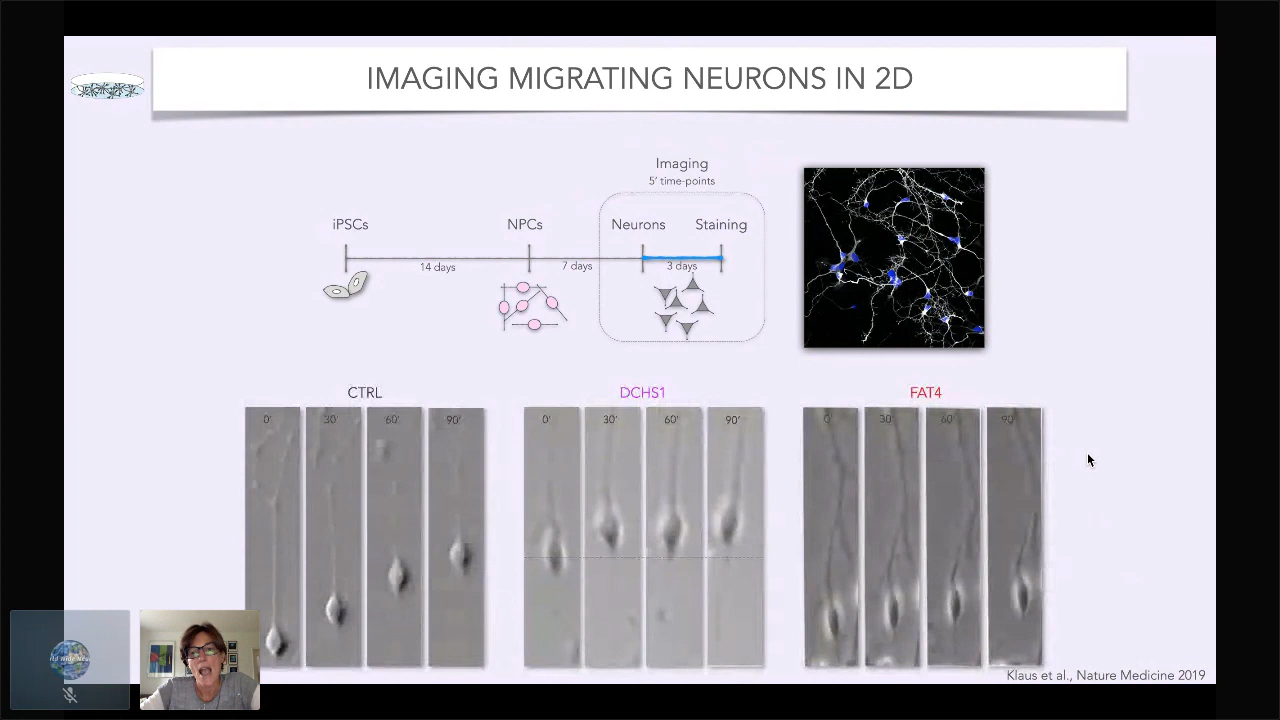 IMAGING MIGRATING NEURONS IN 2D
Imaging
5' time-points
iPSCs
NPCs
Neurons
Staining
14 days
7 days
3 days
CTRL
DCHS1
FAT4
0' 30' 60' 90'
0' 30' 60' 90'
0' 30' 60' 90'
Klaus et al., Nature Medicine 2019